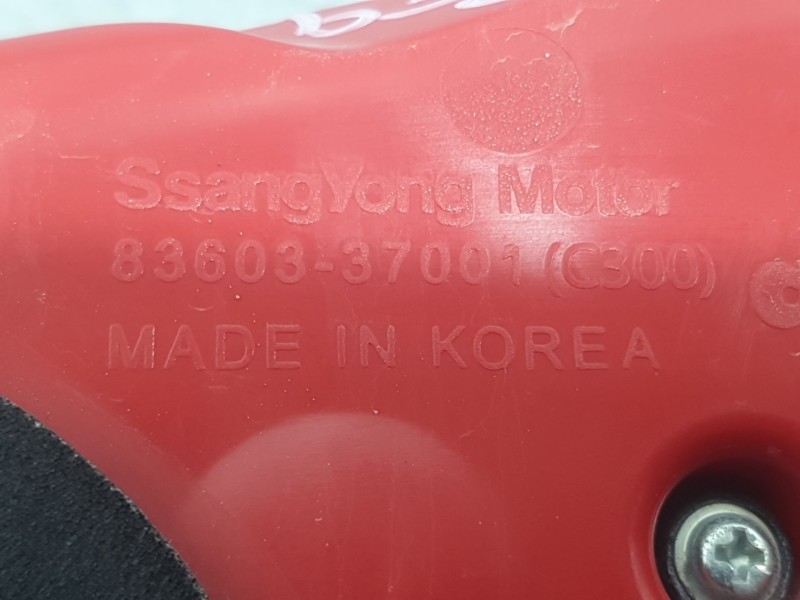 SsangYong Motor
83603-37001 (C300)
MADE IN KOREA